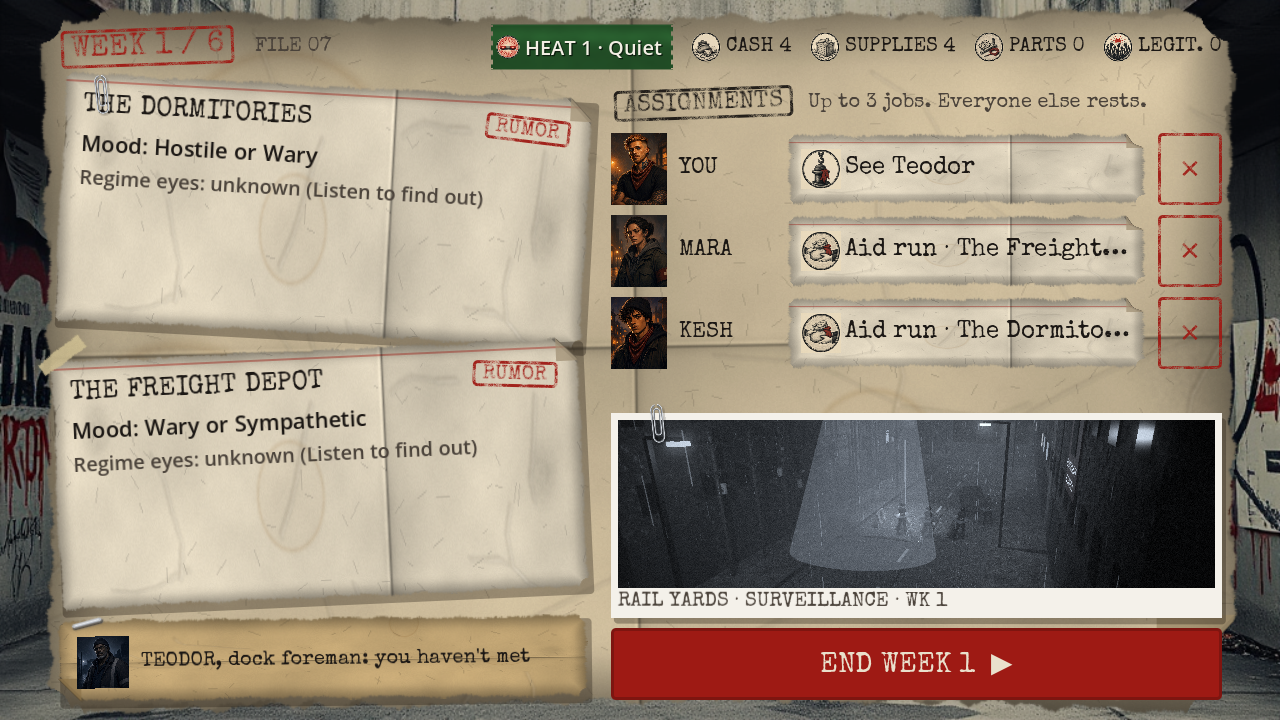 WEEK 1 / 6
FILE 07
HEAT 1 · Quiet
CASH 4
SUPPLIES 4
PARTS 0
LEGIT. 0
THE DORMITORIES
RUMOR
Mood: Hostile or Wary
Regime eyes: unknown (Listen to find out)
THE FREIGHT DEPOT
RUMOR
Mood: Wary or Sympathetic
Regime eyes: unknown (Listen to find out)
TEODOR, dock foreman: you haven't met
ASSIGNMENTS
Up to 3 jobs. Everyone else rests.
YOU
See Teodor
×
MARA
Aid run · The Freight...
×
KESH
Aid run · The Dormito...
×
RAIL YARDS · SURVEILLANCE · WK 1
END WEEK 1 ▶